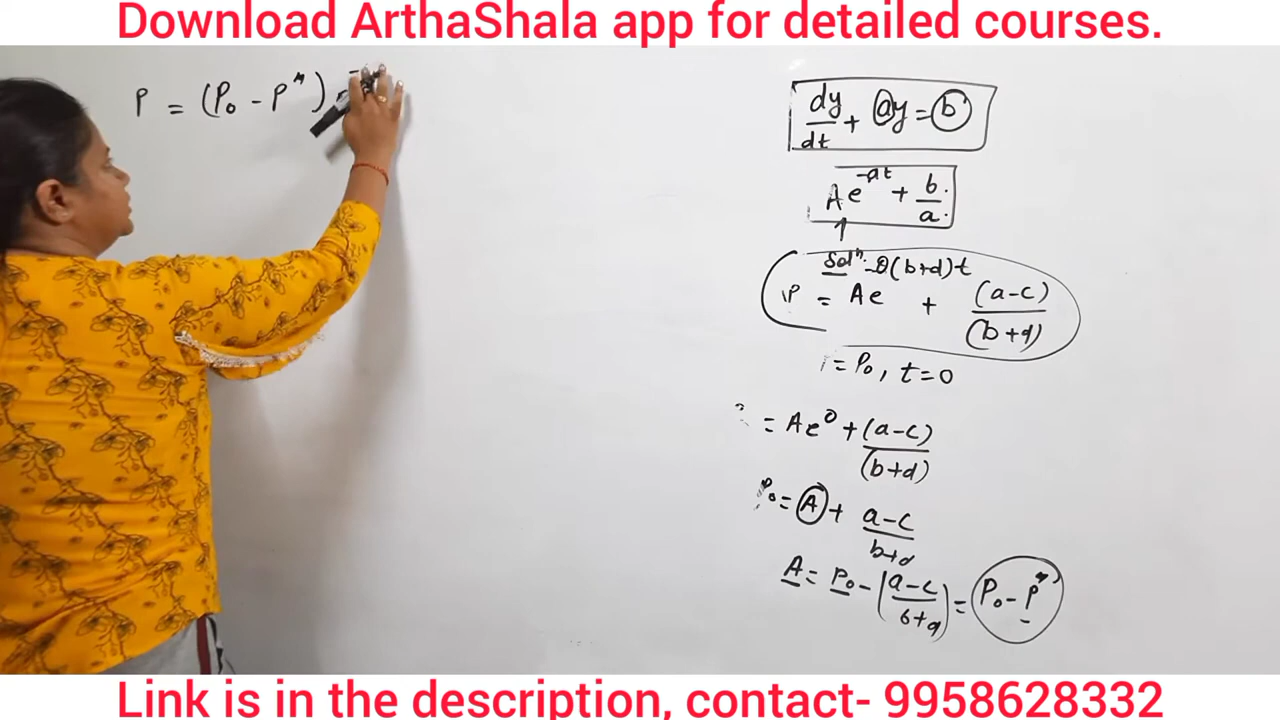 Download ArthaShala app for detailed courses.
P = (P₀ - P*)
dy/dt + ay = b
Ae^-at + b/a
Solⁿ.
P = Ae^-θ(b+d)t + (a-c)/(b+d)
= P₀, t=0
= Ae⁰ + (a-c)/(b+d)
P₀ = A + a-c/b+d
A = P₀ - (a-c/b+d) = P₀ - P*
Link is in the description, contact- 9958628332